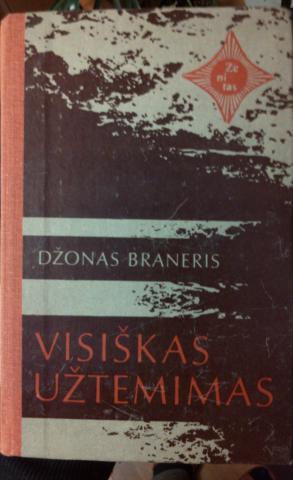 Ze
ni
tas
DŽONAS BRANERIS
VISIŠKAS
UŽTEMIMAS